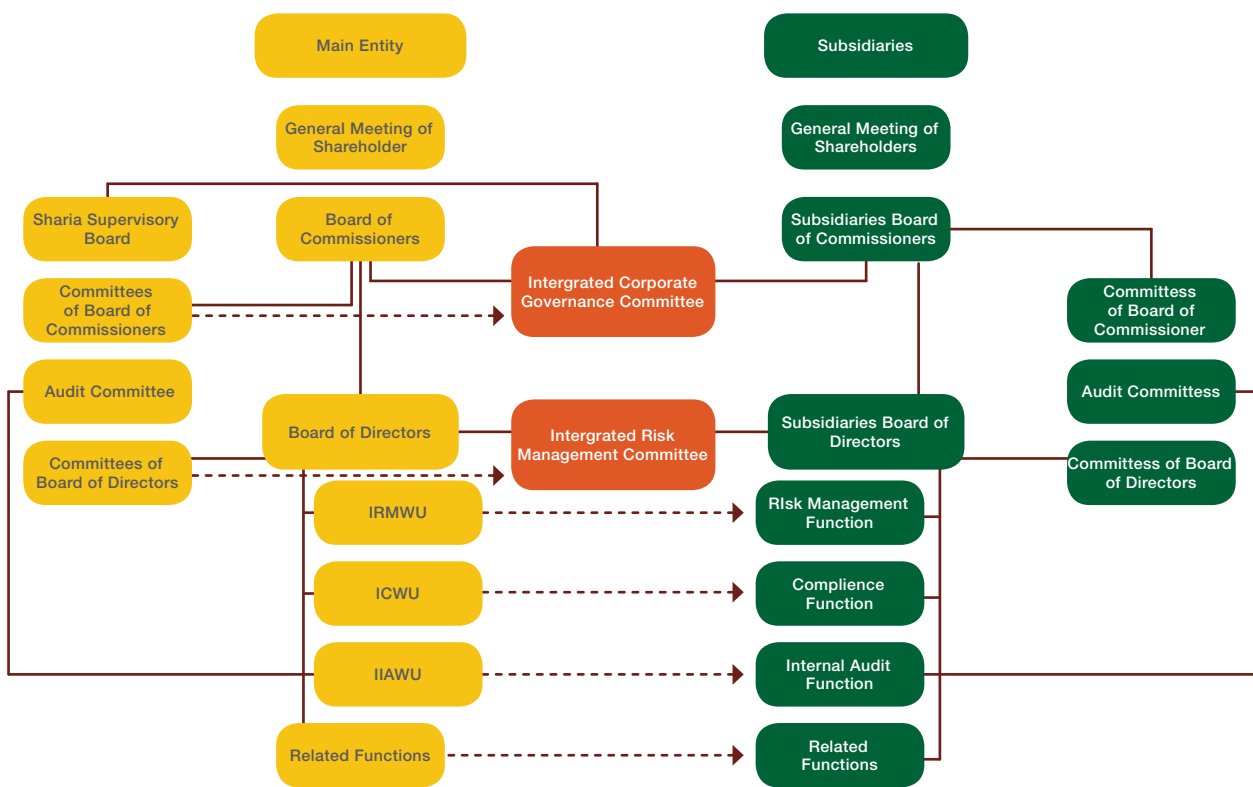 Main Entity
Subsidiaries
General Meeting of
Shareholder
General Meeting of
Shareholders
Sharia Supervisory
Board
Board of
Commissioners
Subsidiaries Board
of Commissioners
Intergrated Corporate
Governance Committee
Committees
of Board of
Commissioners
Committess
of Board of
Commissioner
Audit Committee
Audit Committess
Board of Directors
Intergrated Risk
Management Committee
Subsidiaries Board of
Directors
Committees of
Board of Directors
Committess of Board
of Directors
IRMWU
RIsk Management
Function
ICWU
Complience
Function
IIAWU
Internal Audit
Function
Related Functions
Related
Functions